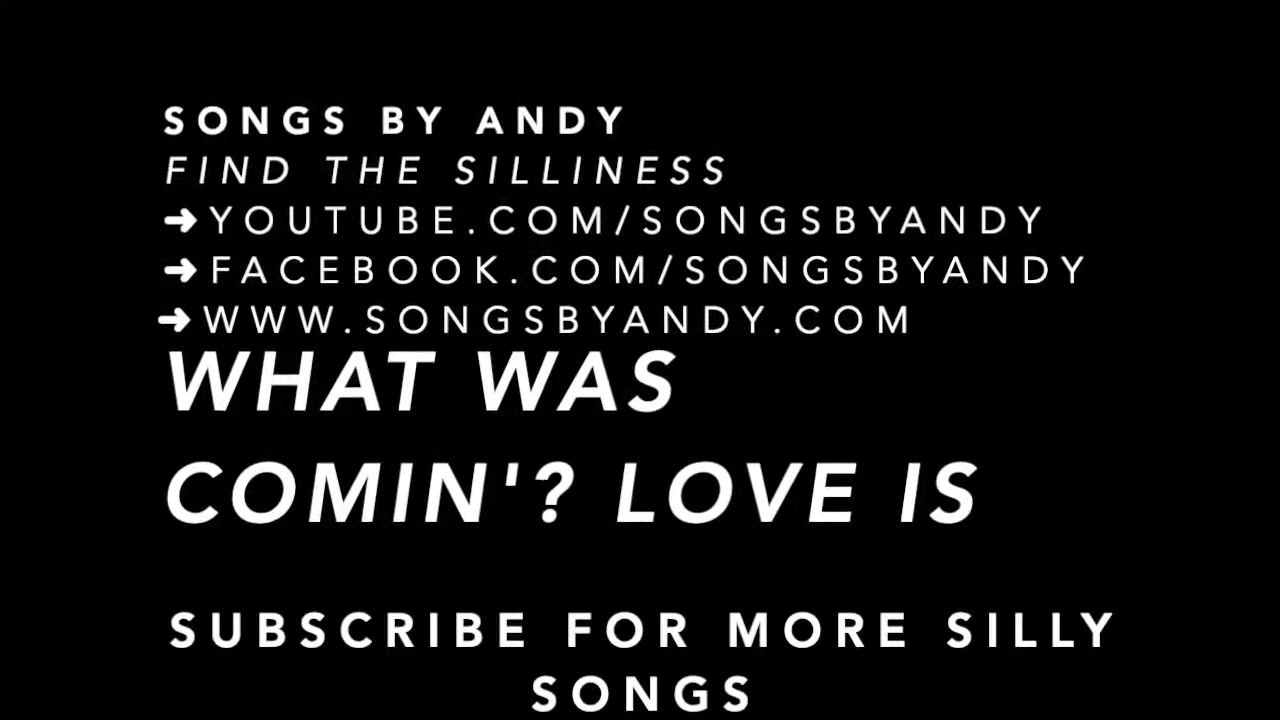 SONGS BY ANDY
FIND THE SILLINESS
➜YOUTUBE.COM/SONGSBYANDY
➜FACEBOOK.COM/SONGSBYANDY
➜WWW.SONGSBYANDY.COM
WHAT WAS
COMIN'? LOVE IS
SUBSCRIBE FOR MORE SILLY
SONGS